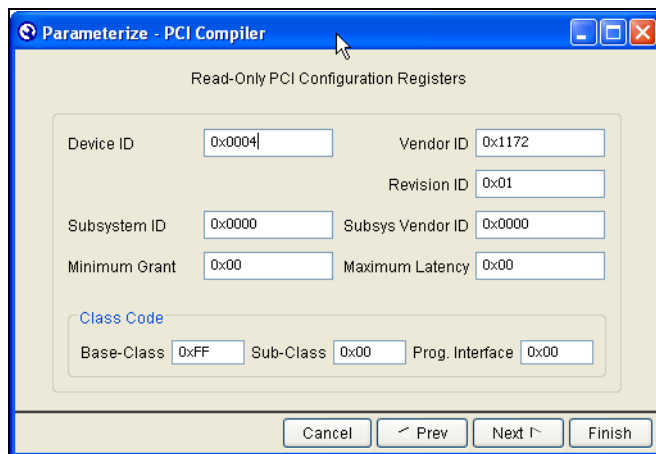 Parameterize - PCI Compiler
Read-Only PCI Configuration Registers
Device ID 0x0004 Vendor ID 0x1172
Revision ID 0x01
Subsystem ID 0x0000 Subsys Vendor ID 0x0000
Minimum Grant 0x00 Maximum Latency 0x00
Class Code
Base-Class 0xFF Sub-Class 0x00 Prog. Interface 0x00
Cancel Prev Next Finish